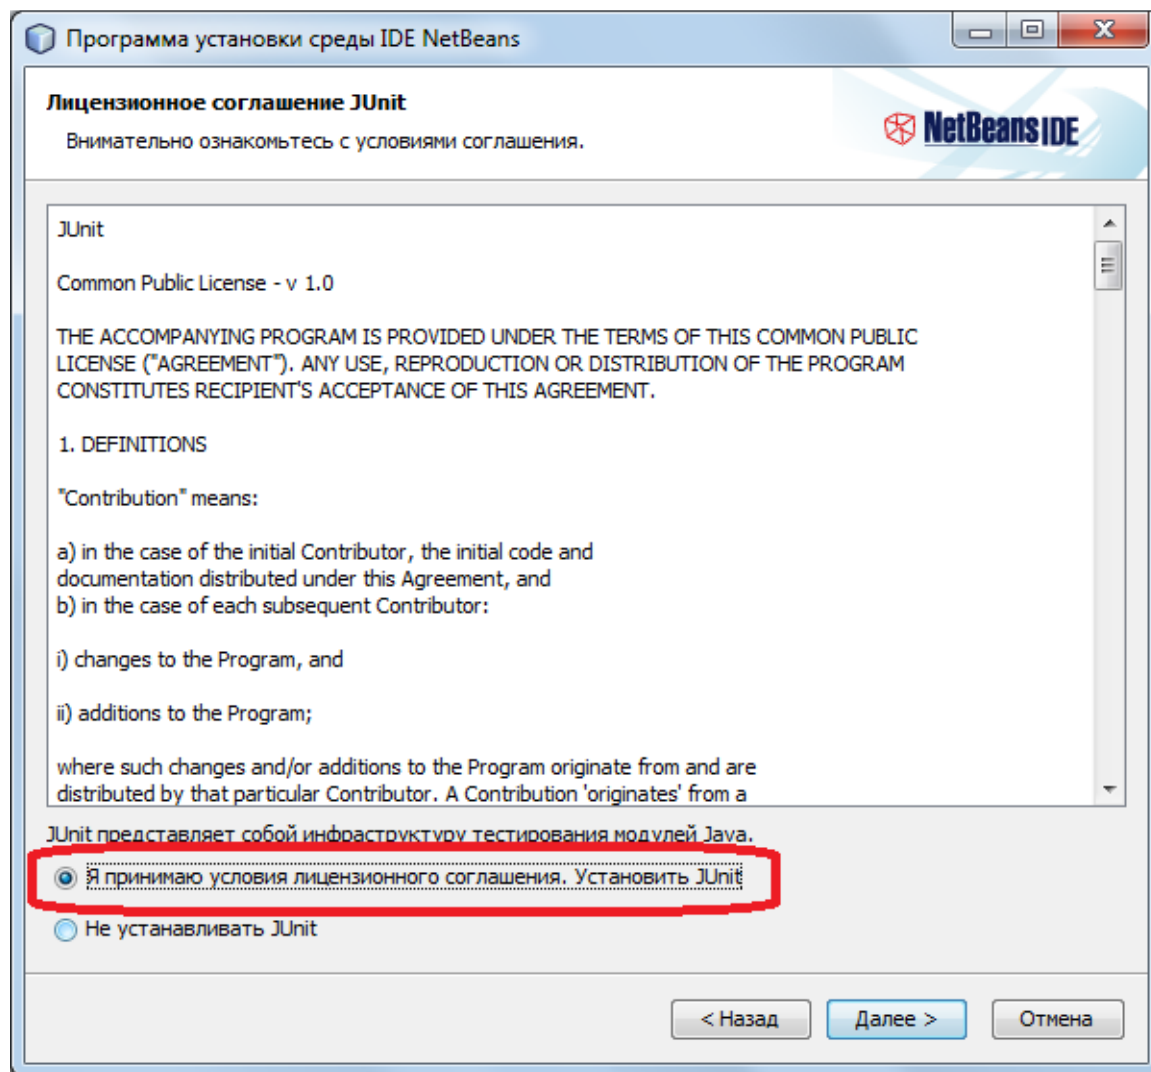 Программа установки среды IDE NetBeans
Лицензионное соглашение JUnit
Внимательно ознакомьтесь с условиями соглашения.
NetBeans IDE
JUnit
Common Public License - v 1.0
THE ACCOMPANYING PROGRAM IS PROVIDED UNDER THE TERMS OF THIS COMMON PUBLIC
LICENSE ("AGREEMENT"). ANY USE, REPRODUCTION OR DISTRIBUTION OF THE PROGRAM
CONSTITUTES RECIPIENT'S ACCEPTANCE OF THIS AGREEMENT.
1. DEFINITIONS
"Contribution" means:
a) in the case of the initial Contributor, the initial code and
documentation distributed under this Agreement, and
b) in the case of each subsequent Contributor:
i) changes to the Program, and
ii) additions to the Program;
where such changes and/or additions to the Program originate from and are
distributed by that particular Contributor. A Contribution 'originates' from a
JUnit представляет собой инфраструктуру тестирования модулей Java.
Я принимаю условия лицензионного соглашения. Установить JUnit
Не устанавливать JUnit
< Назад
Далее >
Отмена